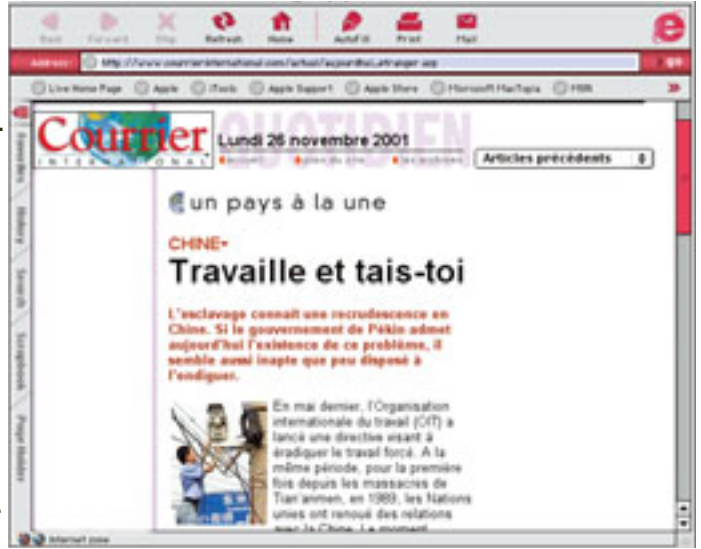 Back Forward Stop Refresh Home AutoFill Print Mail
Address: http://www.courrierinternational.com/actual/aujourdhui_etranger.asp go
Live Home Page Apple iTools Apple Support Apple Store Microsoft MacTopia MSN
Favorites
History
Search
Scrapbook
Page Holder
QUOTIDIEN
Courrier
INTERNATIONAL
Lundi 26 novembre 2001
Articles précédents
un pays à la une
CHINE
Travaille et tais-toi
L'esclavage connaît une recrudescence en
Chine. Si le gouvernement de Pékin admet
aujourd'hui l'existence de ce problème, il
semble aussi inapte que peu disposé à
l'endiguer.
En mai dernier, l'Organisation
internationale du travail (OIT) a
lancé une directive visant à
éradiquer le travail forcé. A la
même période, pour la première
fois depuis les massacres de
Tian'anmen, en 1989, les Nations
unies ont renoué des relations
avec la Chine. Le moment
Internet zone